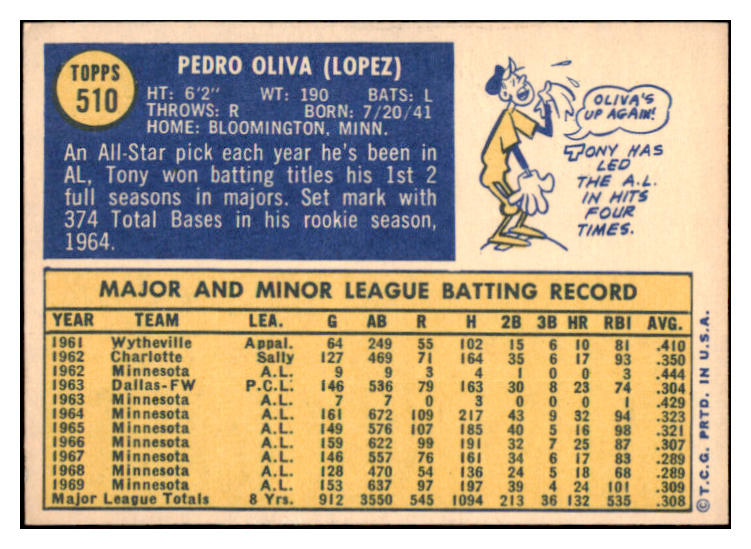 TOPPS
510
PEDRO OLIVA (LOPEZ)
HT: 6'2" WT: 190 BATS: L
THROWS: R BORN: 7/20/41
HOME: BLOOMINGTON, MINN.
An All-Star pick each year he's been in
AL, Tony won batting titles his 1st 2
full seasons in majors. Set mark with
374 Total Bases in his rookie season,
1964.
OLIVA'S
UP AGAIN!
TONY HAS
LED
THE A.L.
IN HITS
FOUR
TIMES.
MAJOR AND MINOR LEAGUE BATTING RECORD
YEAR TEAM LEA. G AB R H 2B 3B HR RBI AVG.
1961 Wytheville Appal. 64 249 55 102 15 6 10 81 .410
1962 Charlotte Sally 127 469 71 164 35 6 17 93 .350
1962 Minnesota A.L. 9 9 3 4 1 0 0 3 .444
1963 Dallas-FW P.C.L. 146 536 79 163 30 8 23 74 .304
1963 Minnesota A.L. 7 7 0 3 0 0 0 1 .429
1964 Minnesota A.L. 161 672 109 217 43 9 32 94 .323
1965 Minnesota A.L. 149 576 107 185 40 5 16 98 .321
1966 Minnesota A.L. 159 622 99 191 32 7 25 87 .307
1967 Minnesota A.L. 146 557 76 161 34 6 17 83 .289
1968 Minnesota A.L. 128 470 54 136 24 5 18 68 .289
1969 Minnesota A.L. 153 637 97 197 39 4 24 101 .309
Major League Totals 8 Yrs. 912 3550 545 1094 213 36 132 535 .308
© T.C.G. PRTD. IN U.S.A.